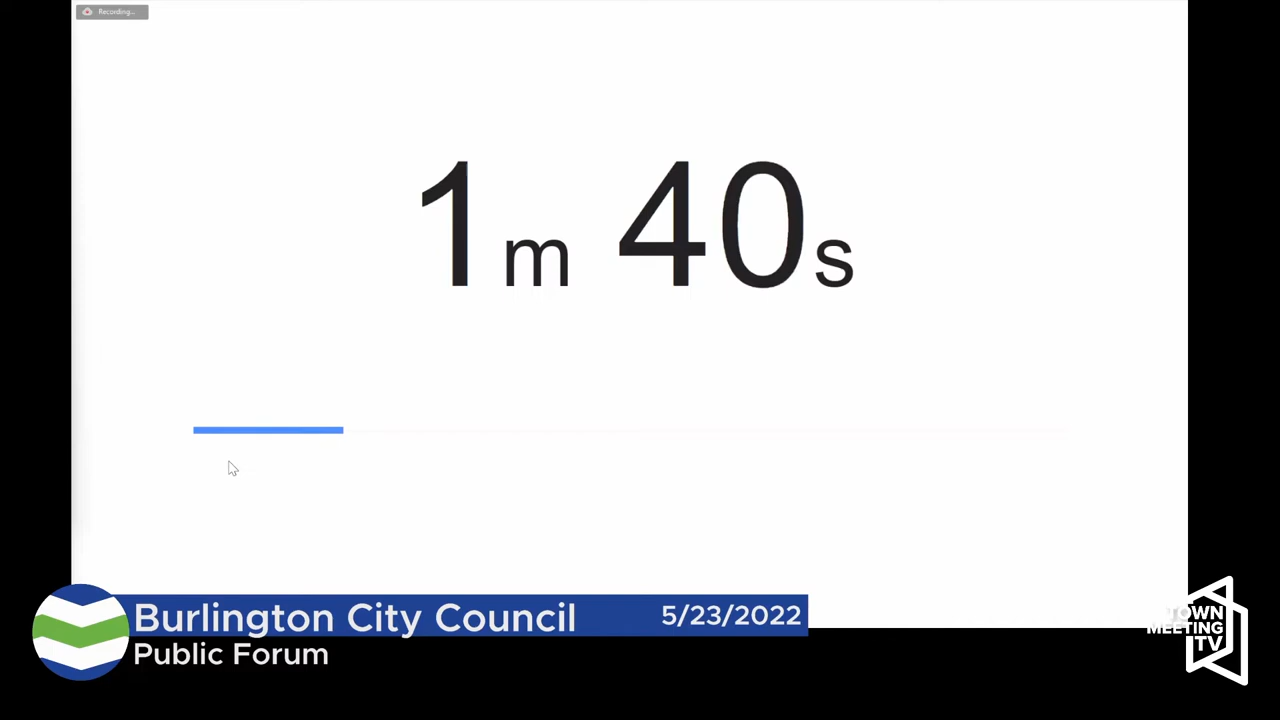 Recording...
1m 40s
Burlington City Council 5/23/2022
Public Forum
TOWN
MEETING
TV